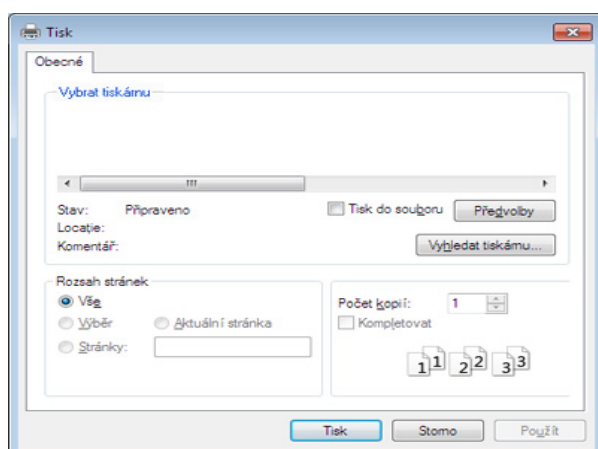 Tisk
Obecné
Vybrat tiskárnu
Stav: Připraveno
Tisk do souboru
Předvolby
Locație:
Komentář:
Vyhledat tiskárnu...
Rozsah stránek
Vše
Výběr
Aktuální stránka
Stránky:
Počet kopií: 1
Kompletovat
1 1 2 2 3 3
Tisk
Storno
Použít